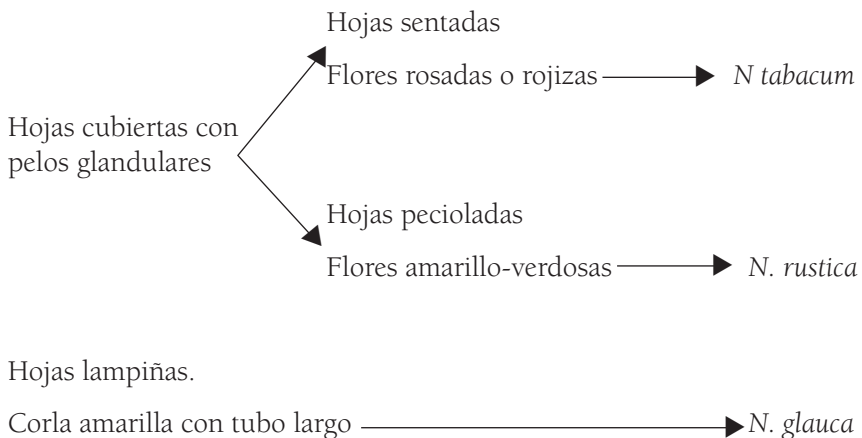 Hojas sentadas
Flores rosadas o rojizas N tabacum
Hojas cubiertas con
pelos glandulares
Hojas pecioladas
Flores amarillo-verdosas N. rustica
Hojas lampiñas.
Corla amarilla con tubo largo N. glauca